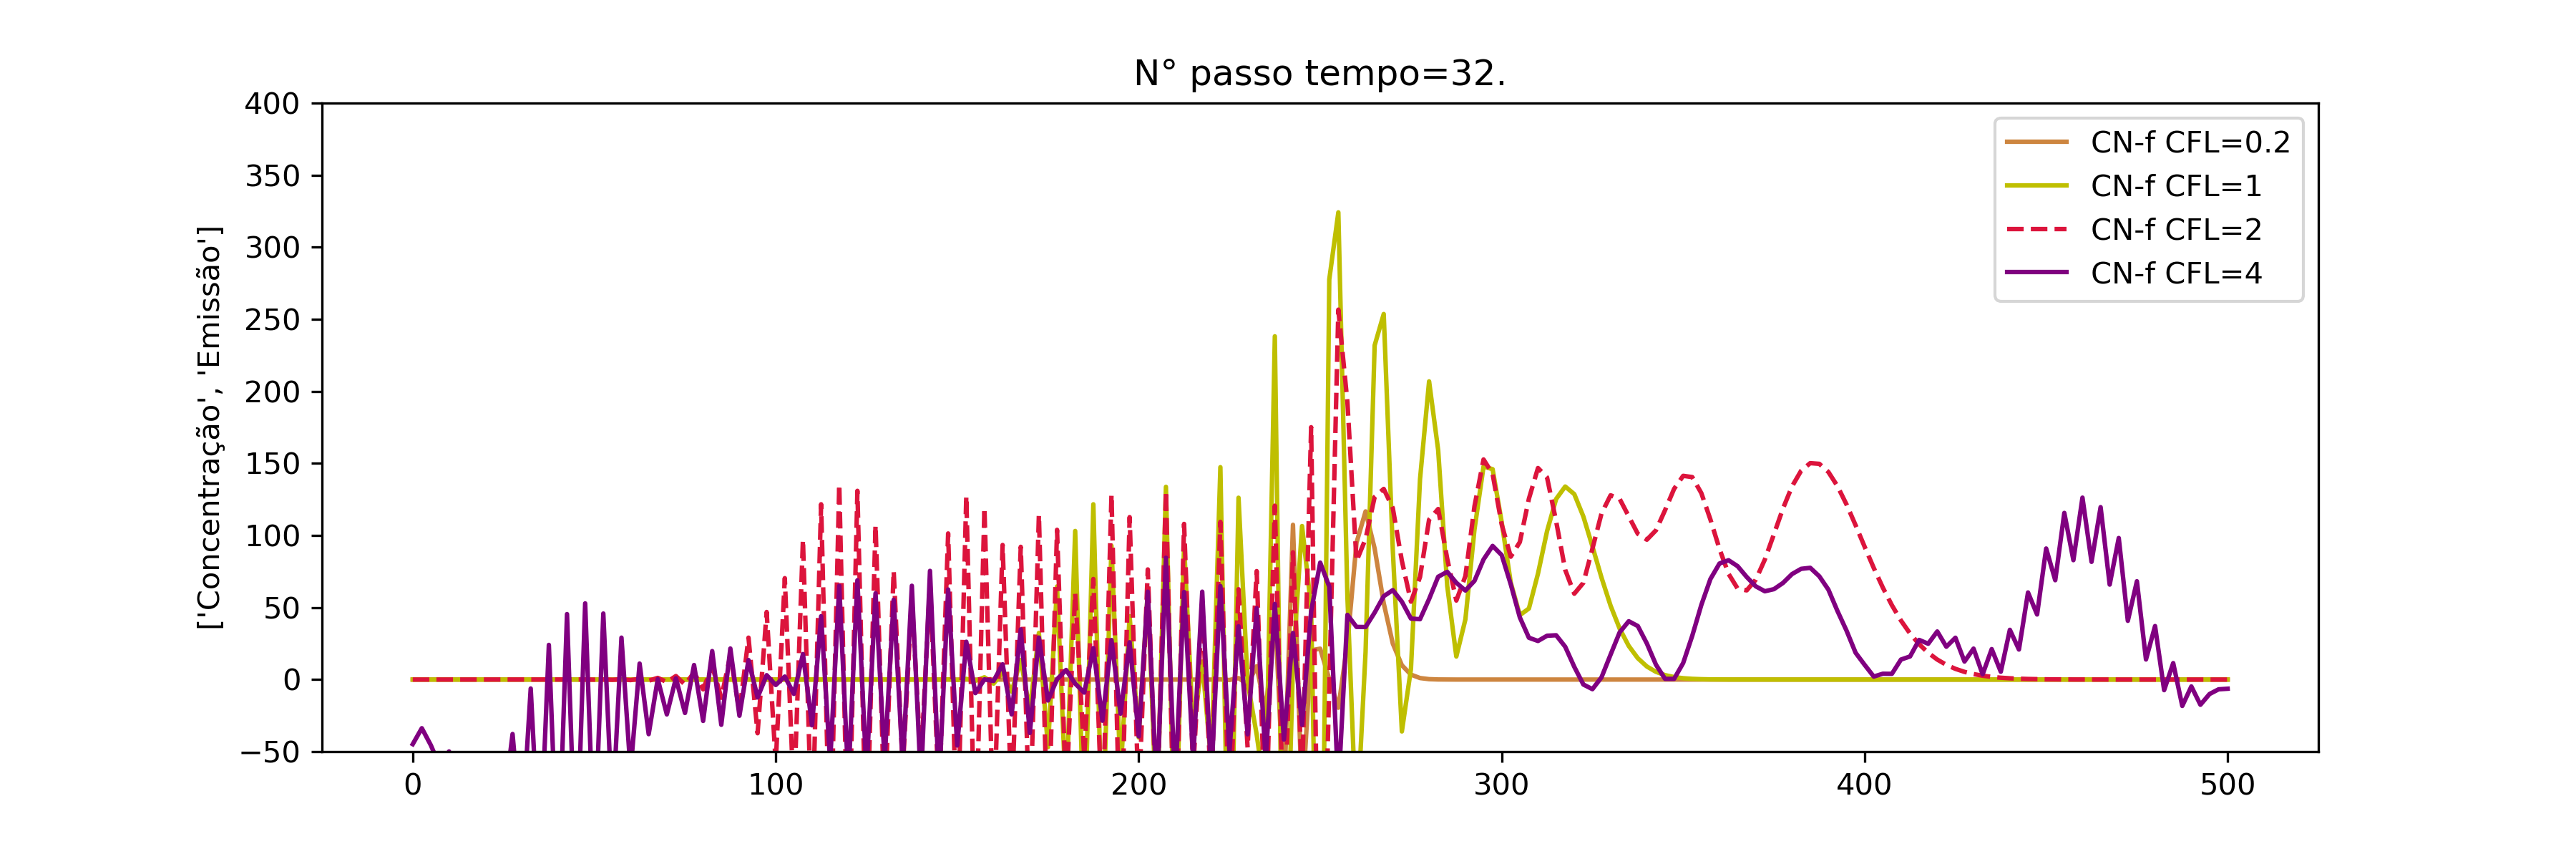 N° passo tempo=32.
['Concentração', 'Emissão']
400
350
300
250
200
150
100
50
0
−50
0 100 200 300 400 500
CN-f CFL=0.2
CN-f CFL=1
CN-f CFL=2
CN-f CFL=4